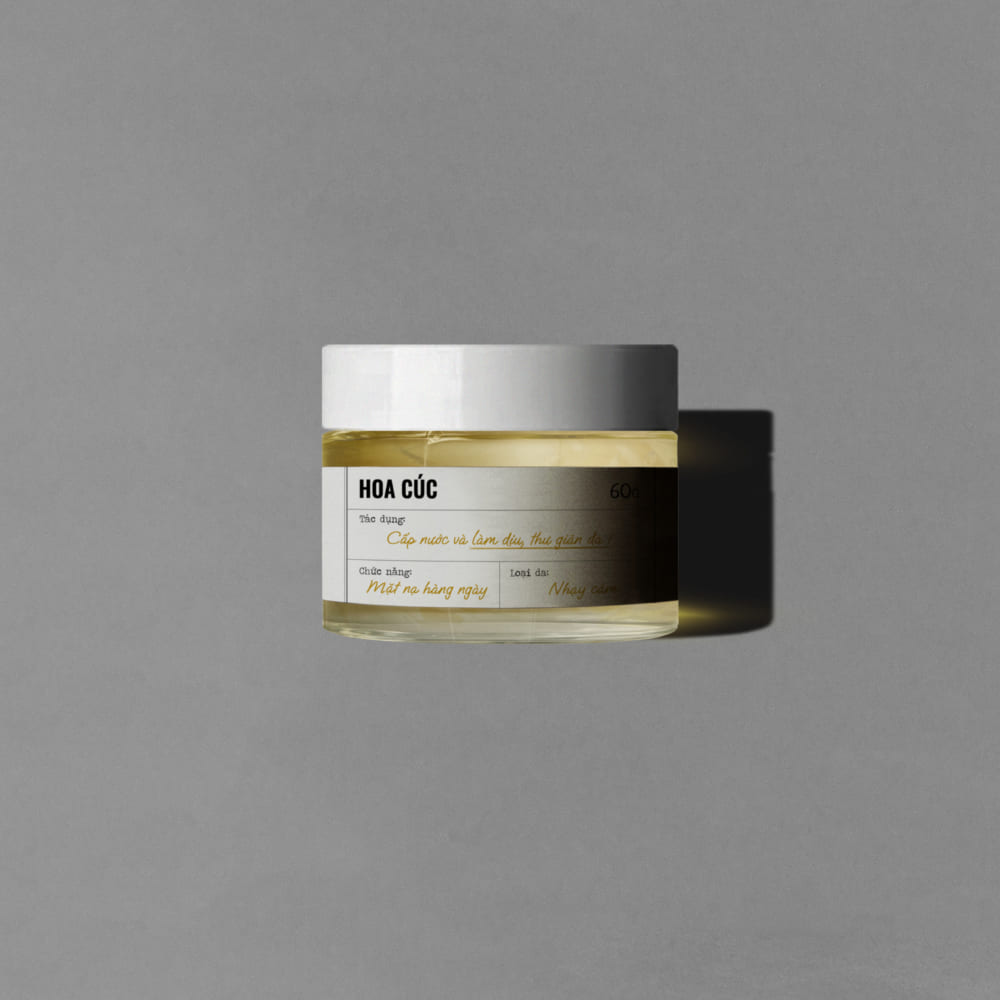 HOA CÚC
60g
Tác dụng:
Cấp nước và làm dịu, thư giãn da !
Chức năng:
Mặt nạ hàng ngày
Loại da:
Nhạy cảm